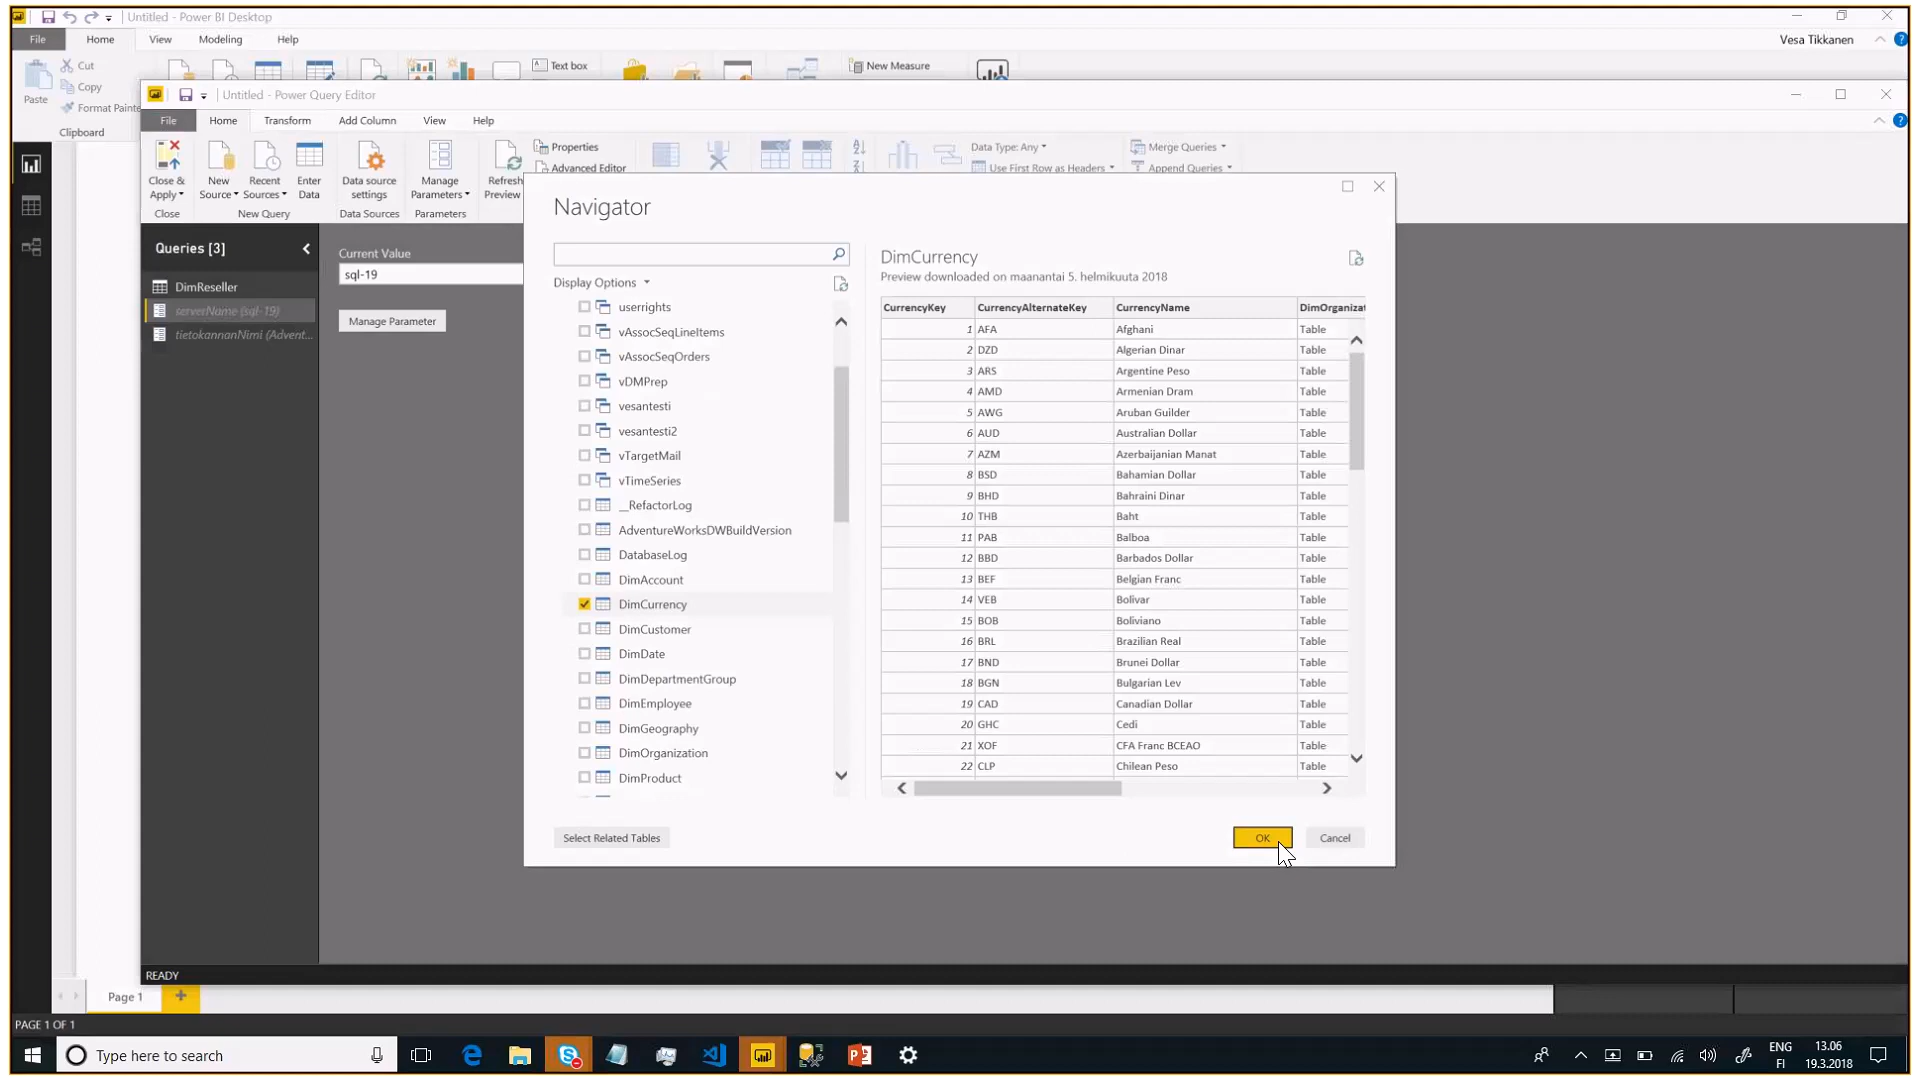 Untitled - Power BI Desktop
File Home View Modeling Help
Vesa Tikkanen
Paste
Cut
Copy
Format Painte
Clipboard
Text box
New Measure
Untitled - Power Query Editor
File Home Transform Add Column View Help
Close & Apply
Close
New Source
Recent Sources
Enter Data
New Query
Data source settings
Data Sources
Manage Parameters
Parameters
Refresh Preview
Properties
Advanced Editor
Data Type: Any
Use First Row as Headers
Merge Queries
Append Queries
Queries [3]
DimReseller
serverName (sql-19)
tietokannanNimi (Advent...
Current Value
sql-19
Manage Parameter
Navigator
Display Options
userrights
vAssocSeqLineItems
vAssocSeqOrders
vDMPrep
vesantesti
vesantesti2
vTargetMail
vTimeSeries
__RefactorLog
AdventureWorksDWBuildVersion
DatabaseLog
DimAccount
DimCurrency
DimCustomer
DimDate
DimDepartmentGroup
DimEmployee
DimGeography
DimOrganization
DimProduct
Select Related Tables
DimCurrency
Preview downloaded on maanantai 5. helmikuuta 2018
CurrencyKey CurrencyAlternateKey CurrencyName DimOrganizat
1 AFA Afghani Table
2 DZD Algerian Dinar Table
3 ARS Argentine Peso Table
4 AMD Armenian Dram Table
5 AWG Aruban Guilder Table
6 AUD Australian Dollar Table
7 AZM Azerbaijanian Manat Table
8 BSD Bahamian Dollar Table
9 BHD Bahraini Dinar Table
10 THB Baht Table
11 PAB Balboa Table
12 BBD Barbados Dollar Table
13 BEF Belgian Franc Table
14 VEB Bolivar Table
15 BOB Boliviano Table
16 BRL Brazilian Real Table
17 BND Brunei Dollar Table
18 BGN Bulgarian Lev Table
19 CAD Canadian Dollar Table
20 GHC Cedi Table
21 XOF CFA Franc BCEAO Table
22 CLP Chilean Peso Table
OK Cancel
READY
Page 1
PAGE 1 OF 1
Type here to search
ENG
FI
13.06
19.3.2018